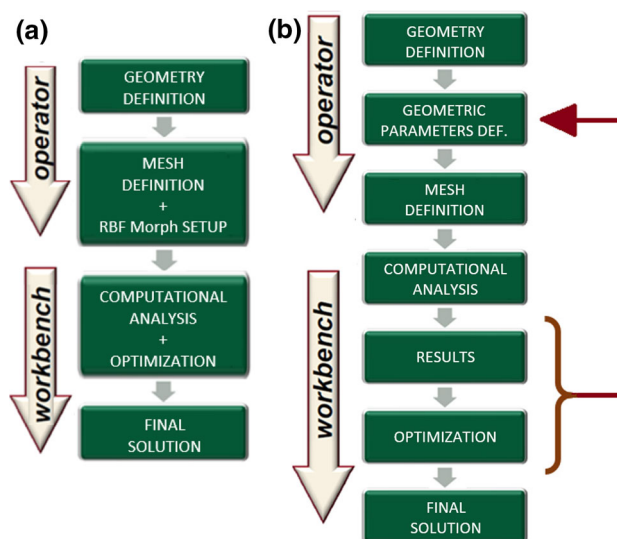 (a)
operator
workbench
GEOMETRY
DEFINITION
MESH
DEFINITION
+
RBF Morph SETUP
COMPUTATIONAL
ANALYSIS
+
OPTIMIZATION
FINAL
SOLUTION
(b)
operator
workbench
GEOMETRY
DEFINITION
GEOMETRIC
PARAMETERS DEF.
MESH
DEFINITION
COMPUTATIONAL
ANALYSIS
RESULTS
OPTIMIZATION
FINAL
SOLUTION